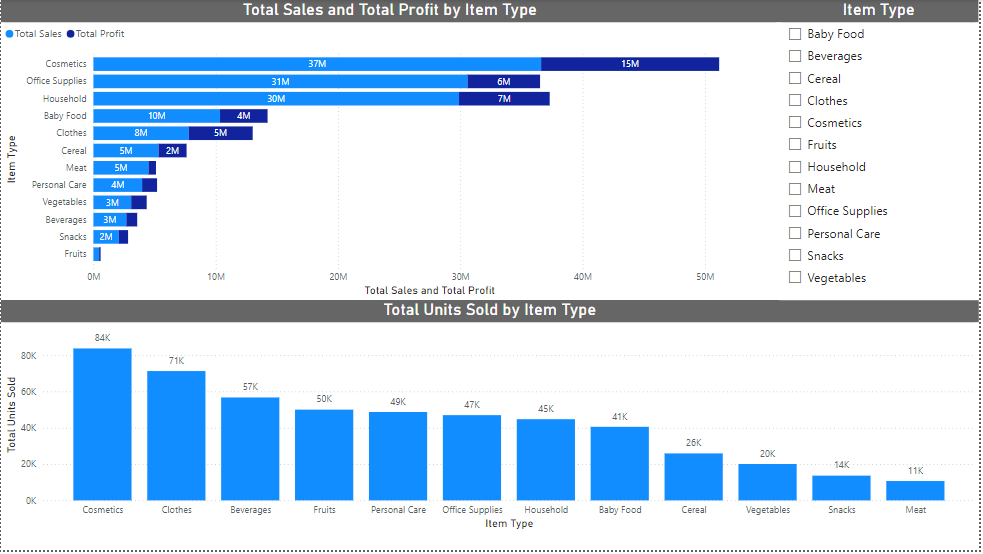 Total Sales and Total Profit by Item Type
Total Sales Total Profit
Item Type
Cosmetics 37M 15M
Office Supplies 31M 6M
Household 30M 7M
Baby Food 10M 4M
Clothes 8M 5M
Cereal 5M 2M
Meat 5M
Personal Care 4M
Vegetables 3M
Beverages 3M
Snacks 2M
Fruits
0M 10M 20M 30M 40M 50M
Total Sales and Total Profit
Item Type
Baby Food
Beverages
Cereal
Clothes
Cosmetics
Fruits
Household
Meat
Office Supplies
Personal Care
Snacks
Vegetables
Total Units Sold by Item Type
Total Units Sold
80K
60K
40K
20K
0K
84K 71K 57K 50K 49K 47K 45K 41K 26K 20K 14K 11K
Cosmetics Clothes Beverages Fruits Personal Care Office Supplies Household Baby Food Cereal Vegetables Snacks Meat
Item Type